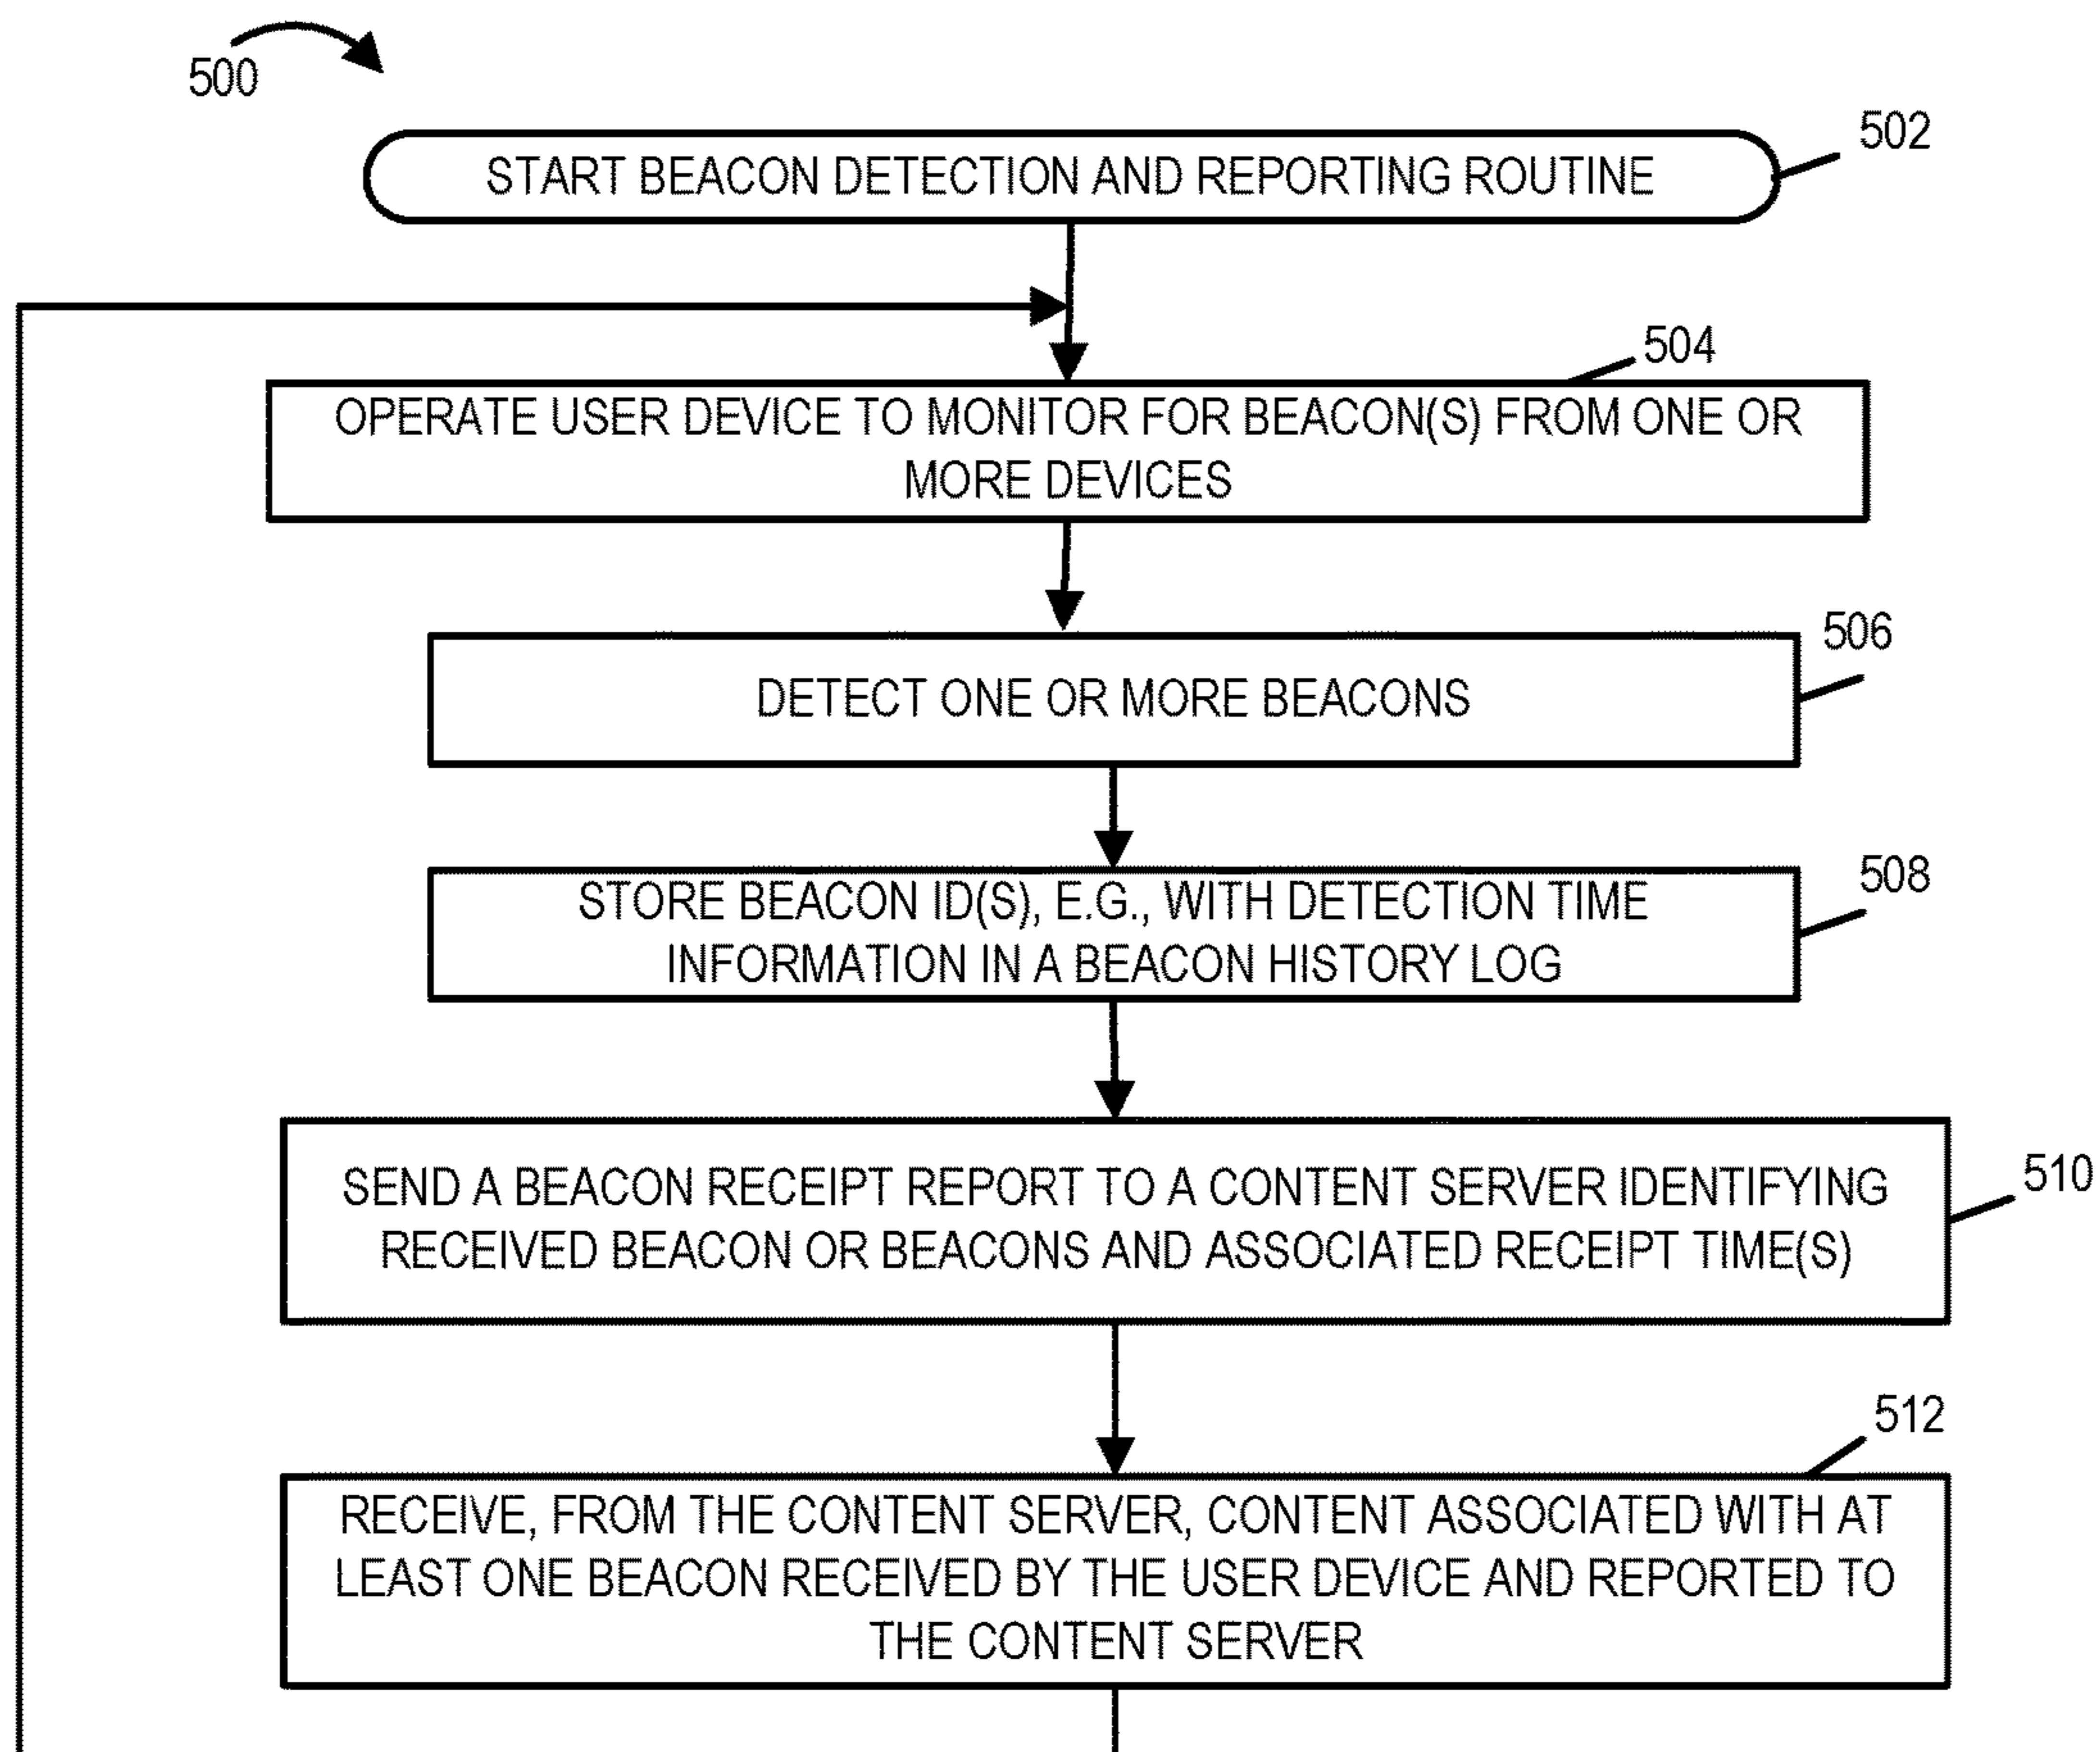 500
502
START BEACON DETECTION AND REPORTING ROUTINE
504
OPERATE USER DEVICE TO MONITOR FOR BEACON(S) FROM ONE OR
MORE DEVICES
506
DETECT ONE OR MORE BEACONS
508
STORE BEACON ID(S), E.G., WITH DETECTION TIME
INFORMATION IN A BEACON HISTORY LOG
510
SEND A BEACON RECEIPT REPORT TO A CONTENT SERVER IDENTIFYING
RECEIVED BEACON OR BEACONS AND ASSOCIATED RECEIPT TIME(S)
512
RECEIVE, FROM THE CONTENT SERVER, CONTENT ASSOCIATED WITH AT
LEAST ONE BEACON RECEIVED BY THE USER DEVICE AND REPORTED TO
THE CONTENT SERVER